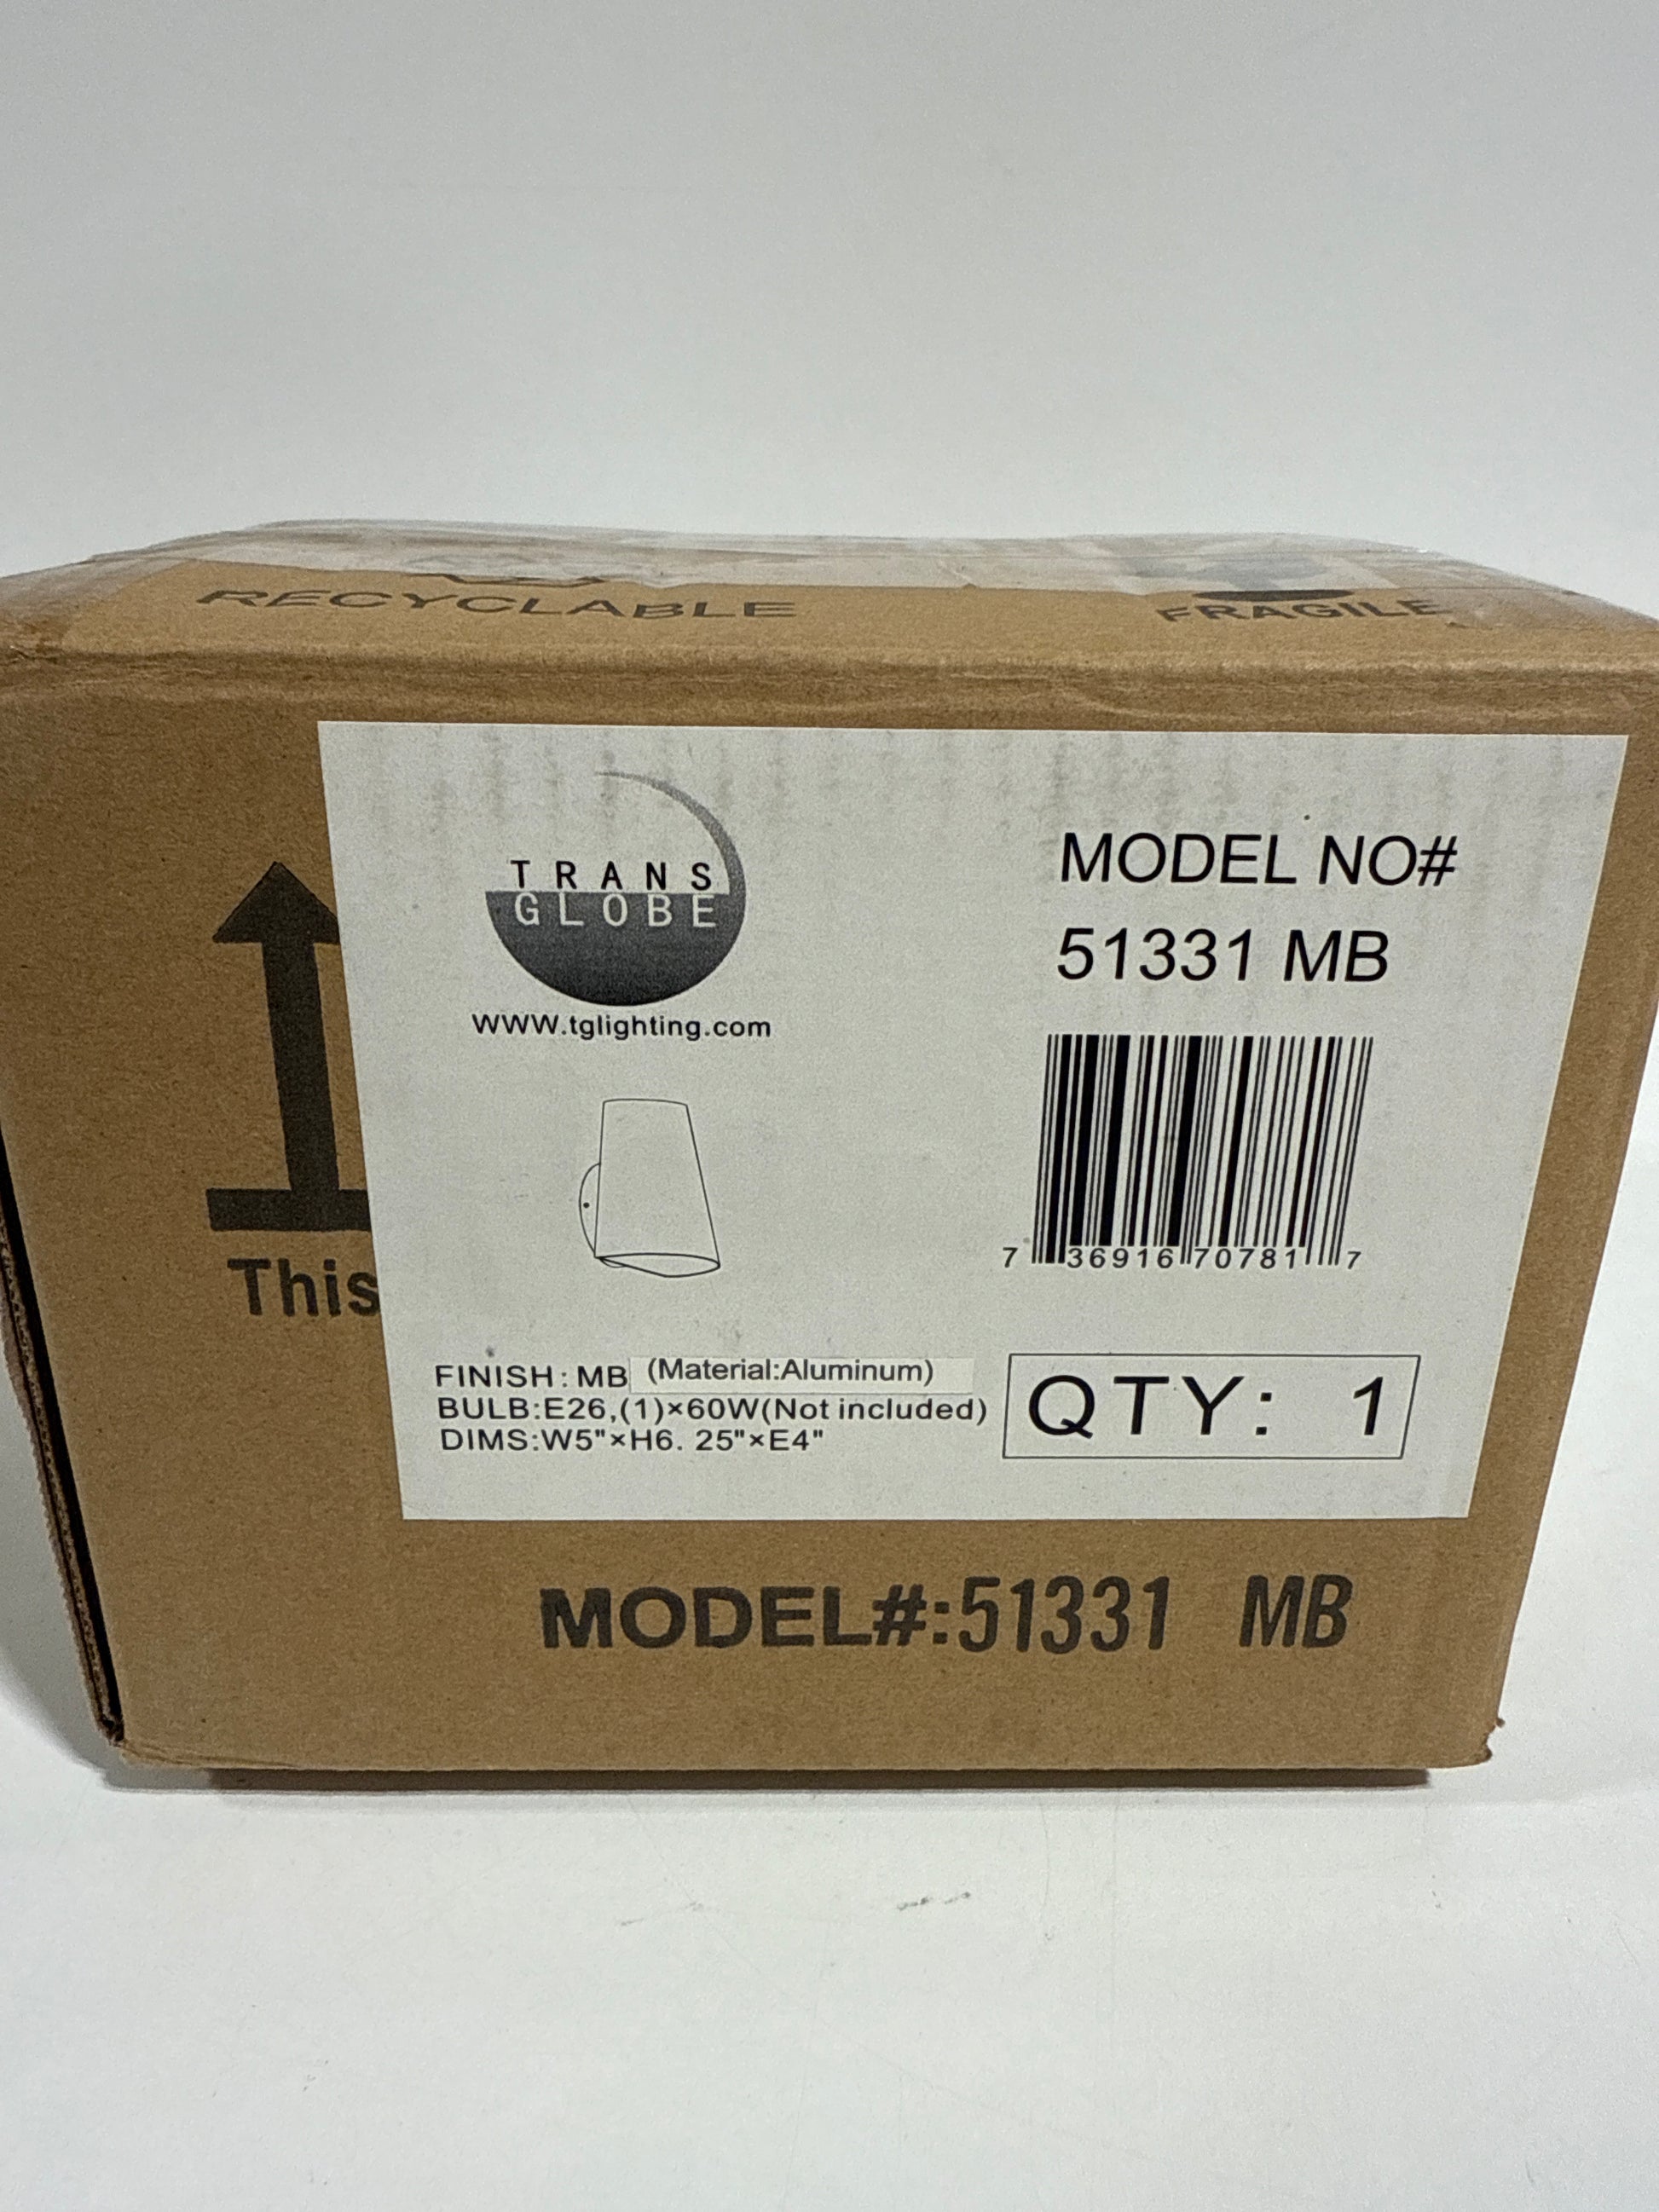 RECYCLABLE
FRAGILE
TRANS
GLOBE
WWW.tglighting.com
MODEL NO#
51331 MB
7 36916 70781 7
This
FINISH: MB (Material:Aluminum)
BULB:E26,(1)×60W(Not included)
DIMS:W5"×H6. 25"×E4"
QTY: 1
MODEL#:51331 MB